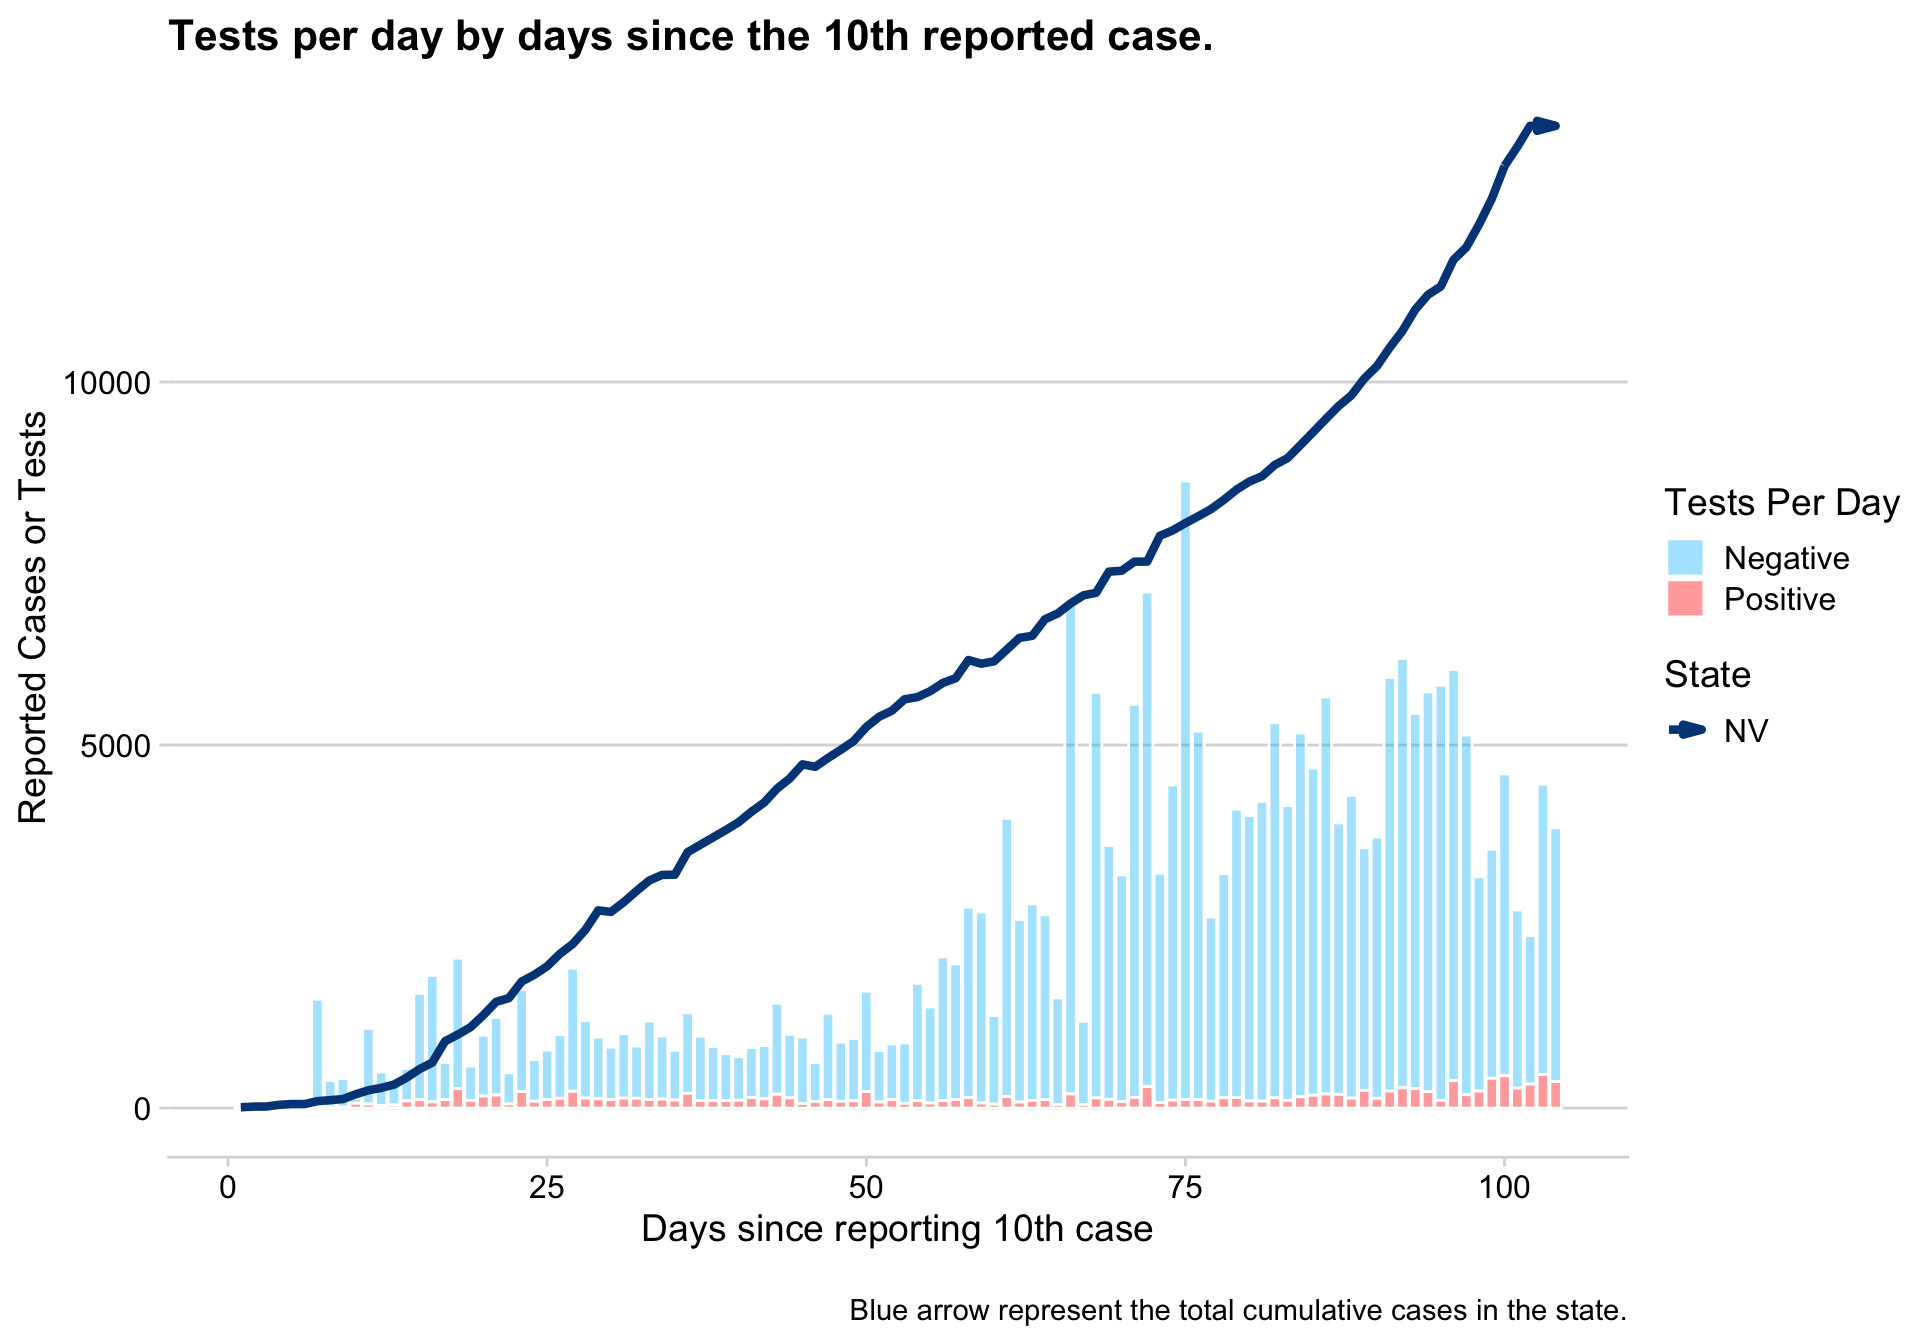 Tests per day by days since the 10th reported case.
Reported Cases or Tests
10000
5000
0
0
25
50
75
100
Days since reporting 10th case
Tests Per Day
Negative
Positive
State
NV
Blue arrow represent the total cumulative cases in the state.